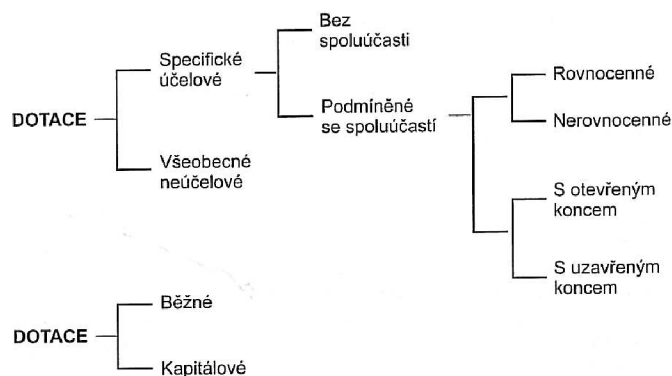 Bez
spoluúčasti
Specifické
účelové
Podmíněné
se spoluúčastí
Rovnocenné
Nerovnocenné
DOTACE
Všeobecné
neúčelové
S otevřeným
koncem
S uzavřeným
koncem
Běžné
DOTACE
Kapitálové